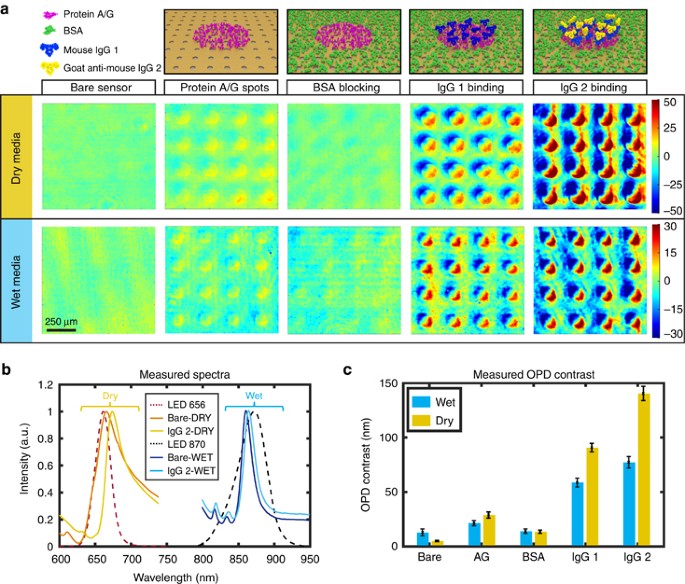 a
Protein A/G
BSA
Mouse IgG 1
Goat anti-mouse IgG 2
Bare sensor
Protein A/G spots
BSA blocking
IgG 1 binding
IgG 2 binding
Dry media
50
25
0
−25
−50
Wet media
250 µm
30
15
0
−15
−30
b
Measured spectra
Dry
Wet
LED 656
Bare-DRY
IgG 2-DRY
LED 870
Bare-WET
IgG 2-WET
Intensity (a.u.)
1.2
1
0.8
0.6
0.4
0.2
0
600 650 700 750 800 850 900 950
Wavelength (nm)
c
Measured OPD contrast
Wet
Dry
OPD contrast (nm)
150
100
50
0
Bare AG BSA IgG 1 IgG 2